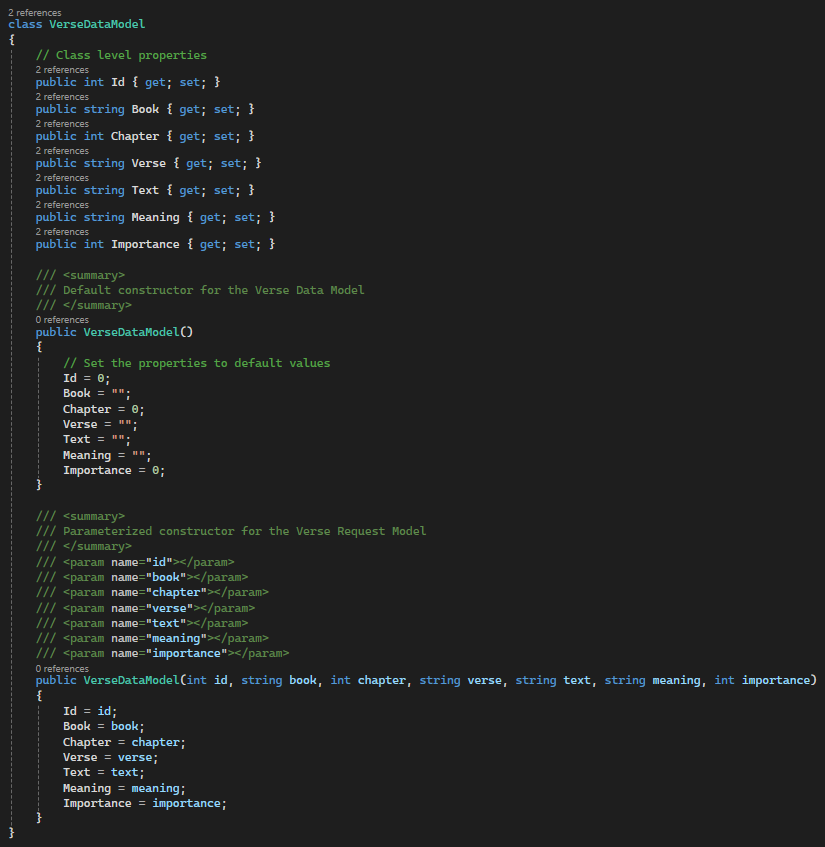 2 references
class VerseDataModel
{
// Class level properties
2 references
public int Id { get; set; }
2 references
public string Book { get; set; }
2 references
public int Chapter { get; set; }
2 references
public string Verse { get; set; }
2 references
public string Text { get; set; }
2 references
public string Meaning { get; set; }
2 references
public int Importance { get; set; }
/// <summary>
/// Default constructor for the Verse Data Model
/// </summary>
0 references
public VerseDataModel()
{
// Set the properties to default values
Id = 0;
Book = "";
Chapter = 0;
Verse = "";
Text = "";
Meaning = "";
Importance = 0;
}
/// <summary>
/// Parameterized constructor for the Verse Request Model
/// </summary>
/// <param name="id"></param>
/// <param name="book"></param>
/// <param name="chapter"></param>
/// <param name="verse"></param>
/// <param name="text"></param>
/// <param name="meaning"></param>
/// <param name="importance"></param>
0 references
public VerseDataModel(int id, string book, int chapter, string verse, string text, string meaning, int importance)
{
Id = id;
Book = book;
Chapter = chapter;
Verse = verse;
Text = text;
Meaning = meaning;
Importance = importance;
}
}